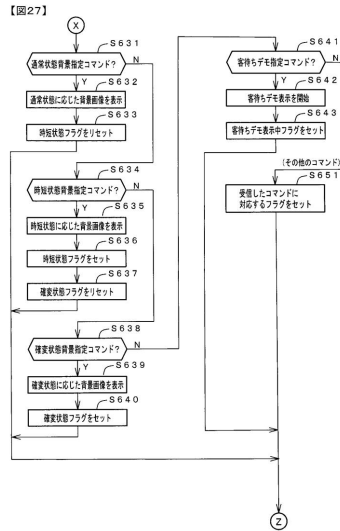 【図27】
X
S631
通常状態背景指定コマンド?
N
Y
S632
通常状態に応じた背景画像を表示
S633
時短状態フラグをリセット
S634
時短状態背景指定コマンド?
N
Y
S635
時短状態に応じた背景画像を表示
S636
時短状態フラグをセット
S637
確変状態フラグをリセット
S638
確変状態背景指定コマンド?
N
Y
S639
確変状態に応じた背景画像を表示
S640
確変状態フラグをセット
S641
客待ちデモ指定コマンド?
N
Y
S642
客待ちデモ表示を開始
S643
客待ちデモ表示中フラグをセット
(その他のコマンド)
S651
受信したコマンドに
対応するフラグをセット
Z